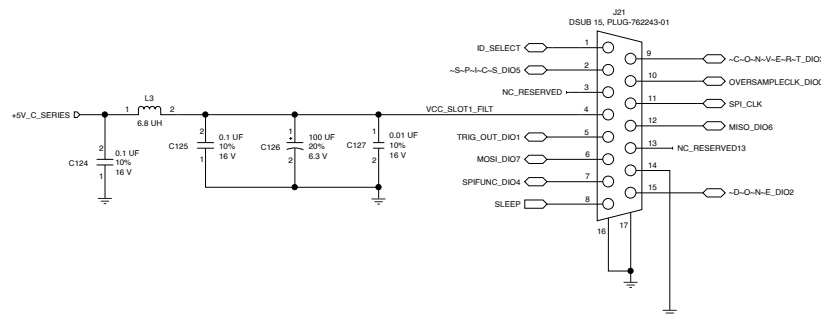 J21
DSUB 15, PLUG-762243-01
ID_SELECT 1
~S~P~I~C~S_DIO5 2
NC_RESERVED 3
VCC_SLOT1_FILT 4
TRIG_OUT_DIO1 5
MOSI_DIO7 6
SPIFUNC_DIO4 7
SLEEP 8
9 ~C~O~N~V~E~R~T_DIO3
10 OVERSAMPLECLK_DIO0
11 SPI_CLK
12 MISO_DIO6
13 NC_RESERVED13
14
15 ~D~O~N~E_DIO2
16
17
+5V_C_SERIES
1 L3 2
6.8 UH
2
C124
1
0.1 UF
10%
16 V
2
C125
1
0.1 UF
10%
16 V
1
+
C126
2
100 UF
20%
6.3 V
1
C127
2
0.01 UF
10%
16 V